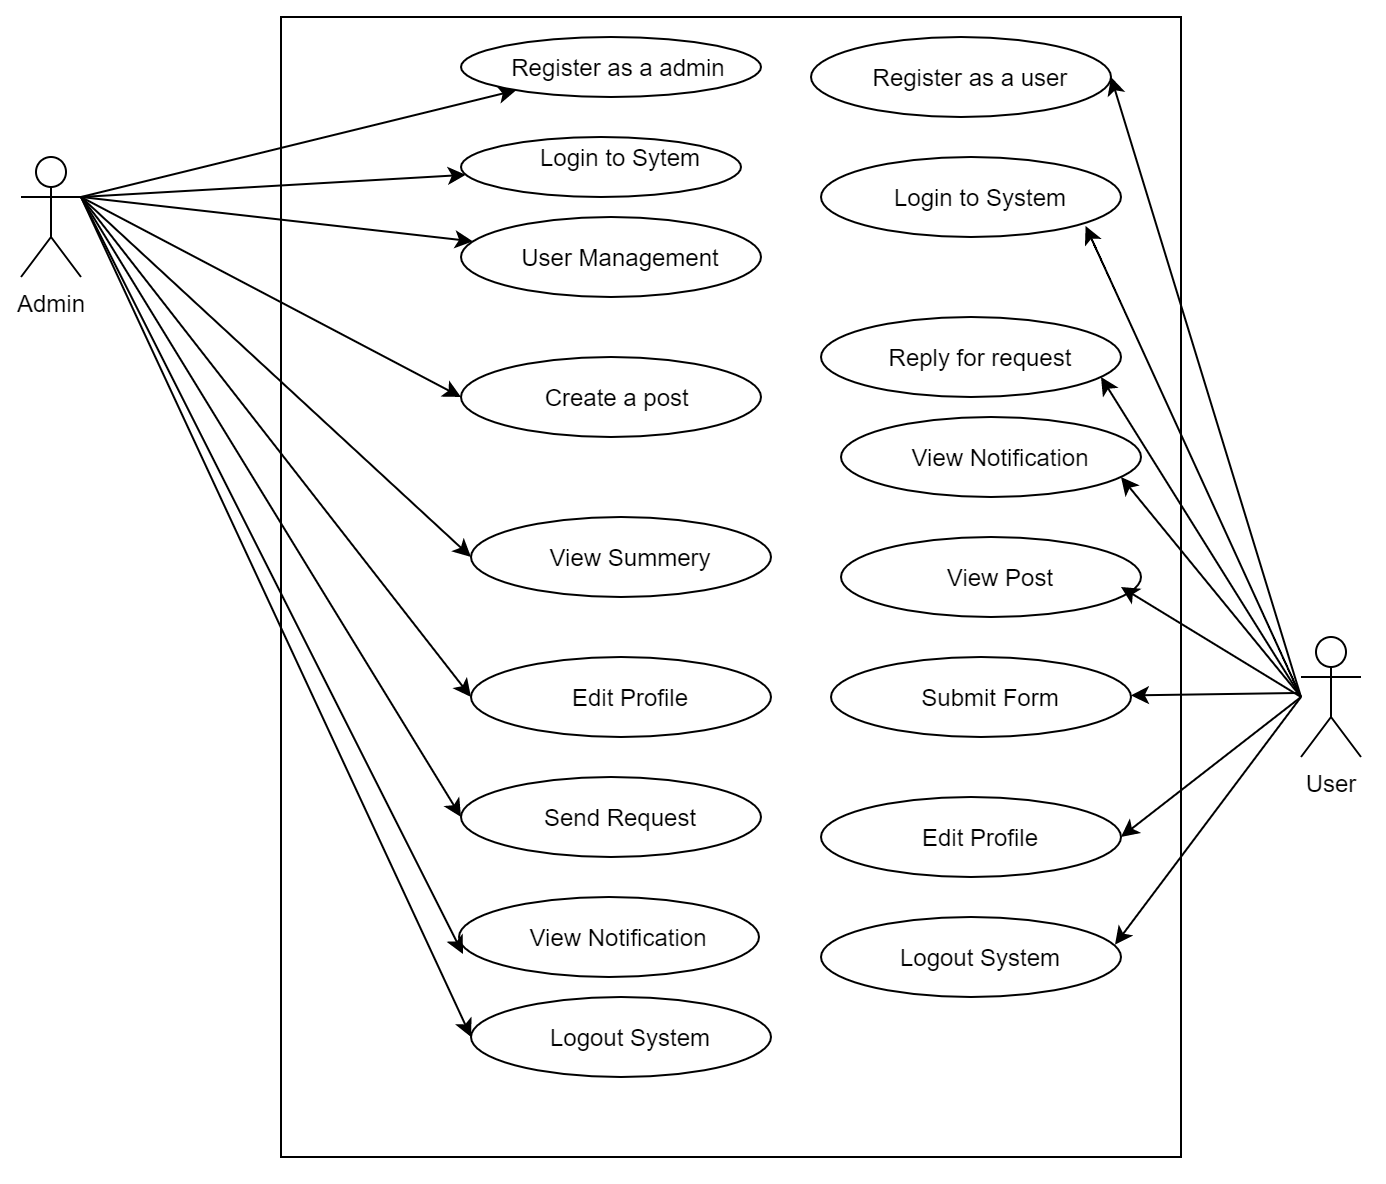 Register as a admin
Register as a user
Login to Sytem
Login to System
User Management
Admin
Reply for request
Create a post
View Notification
View Summery
View Post
Edit Profile
Submit Form
User
Send Request
Edit Profile
View Notification
Logout System
Logout System